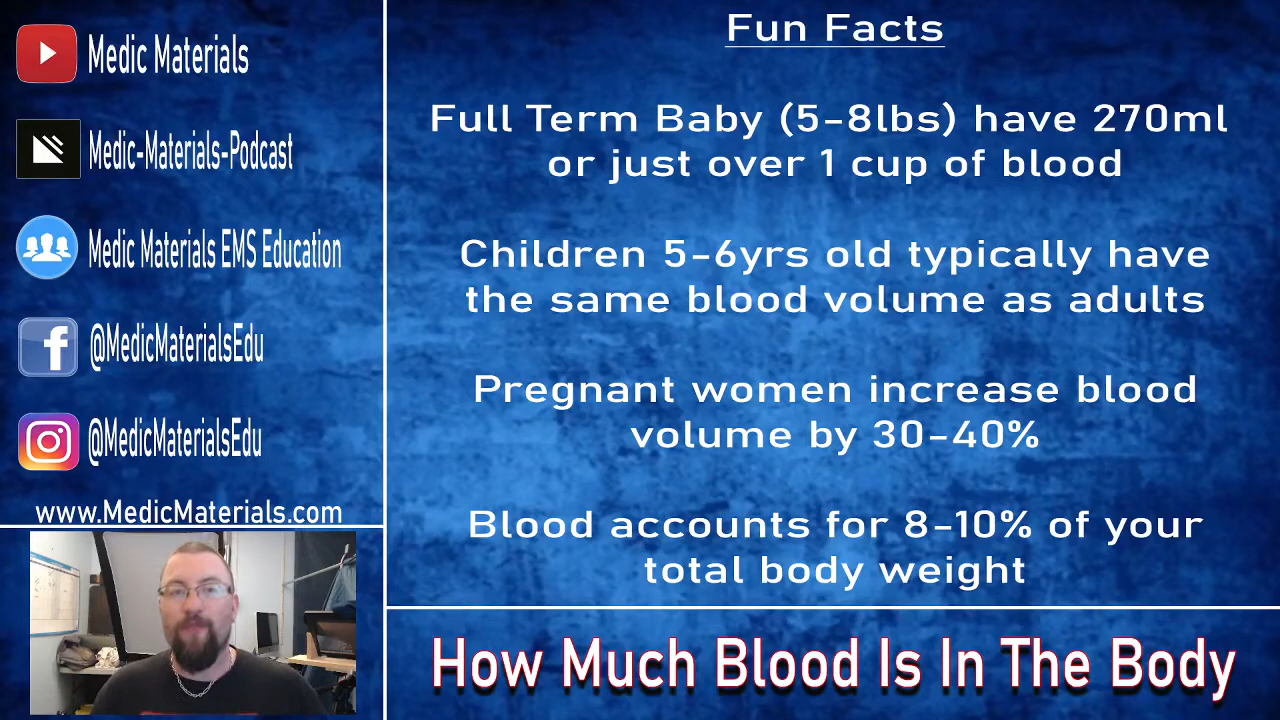 Medic Materials
Medic-Materials-Podcast
Medic Materials EMS Education
@MedicMaterialsEdu
@MedicMaterialsEdu
www.MedicMaterials.com
Fun Facts
Full Term Baby (5-8lbs) have 270ml
or just over 1 cup of blood
Children 5-6yrs old typically have
the same blood volume as adults
Pregnant women increase blood
volume by 30-40%
Blood accounts for 8-10% of your
total body weight
How Much Blood Is In The Body